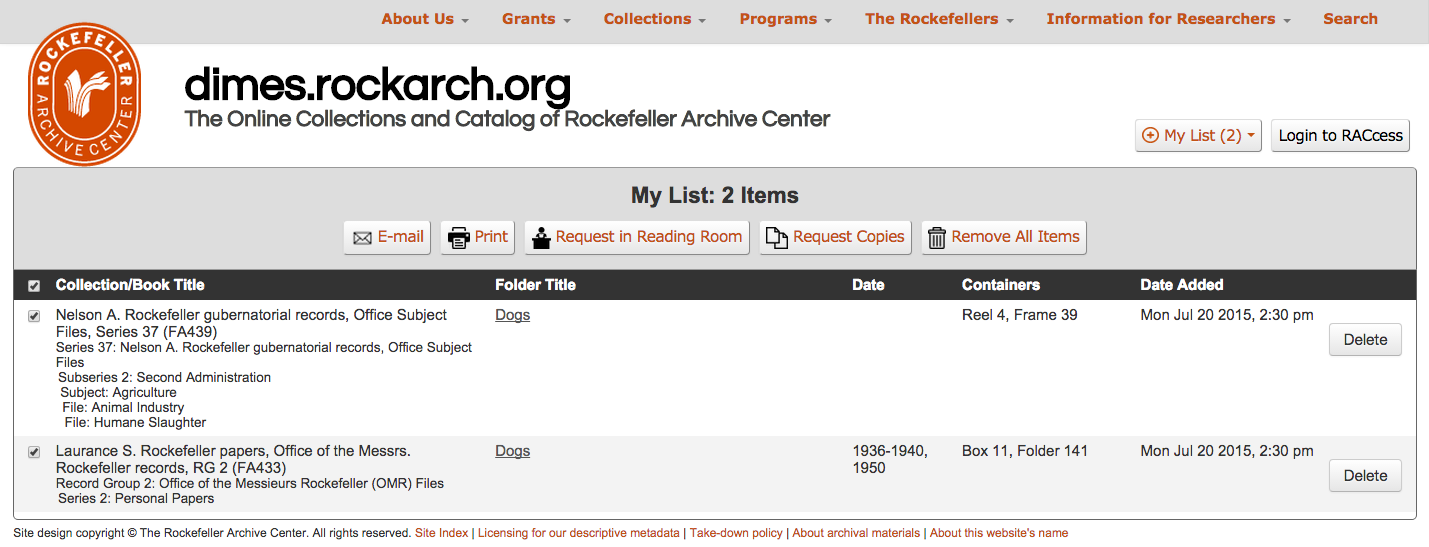 About Us Grants Collections Programs The Rockefellers Information for Researchers Search
ROCKEFELLER
ARCHIVE CENTER
dimes.rockarch.org
The Online Collections and Catalog of Rockefeller Archive Center
My List (2) Login to RACcess
My List: 2 Items
E-mail Print Request in Reading Room Request Copies Remove All Items
Collection/Book Title Folder Title Date Containers Date Added
Nelson A. Rockefeller gubernatorial records, Office Subject Dogs Reel 4, Frame 39 Mon Jul 20 2015, 2:30 pm
Files, Series 37 (FA439)
Delete
Series 37: Nelson A. Rockefeller gubernatorial records, Office Subject
Files
Subseries 2: Second Administration
Subject: Agriculture
File: Animal Industry
File: Humane Slaughter
Laurance S. Rockefeller papers, Office of the Messrs. Dogs 1936-1940, Box 11, Folder 141 Mon Jul 20 2015, 2:30 pm
Rockefeller records, RG 2 (FA433) 1950
Delete
Record Group 2: Office of the Messieurs Rockefeller (OMR) Files
Series 2: Personal Papers
Site design copyright © The Rockefeller Archive Center. All rights reserved. Site Index | Licensing for our descriptive metadata | Take-down policy | About archival materials | About this website's name